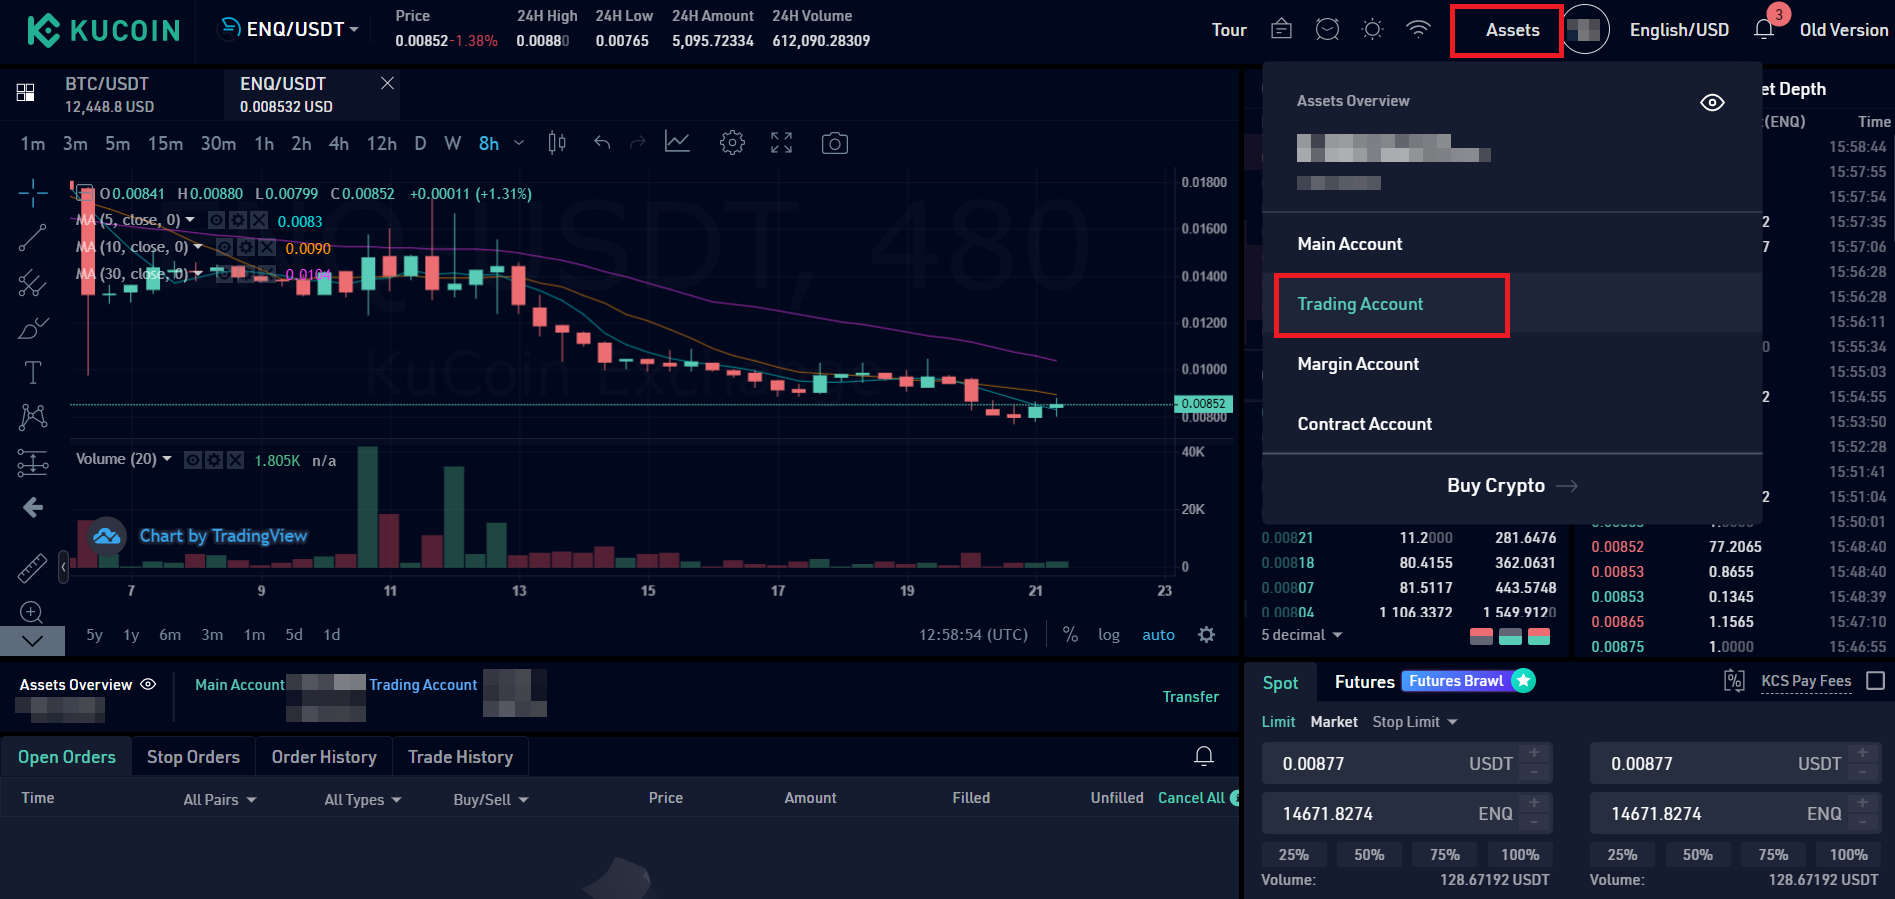 KUCOIN
ENQ/USDT
Price
0.00852 -1.38%
24H High
0.00880
24H Low
0.00765
24H Amount
5,095.72334
24H Volume
612,090.28309
Tour
Assets
English/USD
3
Old Version
BTC/USDT
12,448.8 USD
ENQ/USDT
0.008532 USD
1m 3m 5m 15m 30m 1h 2h 4h 12h D W 8h
O 0.00841 H 0.00880 L 0.00799 C 0.00852 +0.00011 (+1.31%)
MA (5, close, 0) 0.0083
MA (10, close, 0) 0.0090
MA (30, close, 0) 0.0104
KuCoin Exchange
0.01800
0.01600
0.01400
0.01200
0.01000
0.00852
0.00800
Volume (20) 1.805K n/a
40K
20K
0
Chart by TradingView
7 9 11 13 15 17 19 21 23
5y 1y 6m 3m 1m 5d 1d
12:58:54 (UTC) % log auto
Assets Overview
Main Account
Trading Account
Margin Account
Contract Account
Buy Crypto
et Depth
(ENQ) Time
15:58:44
15:57:55
15:57:54
2 15:57:35
7 15:57:06
15:56:28
15:56:28
15:56:11
0 15:55:34
15:55:03
2 15:54:55
15:53:50
15:52:28
15:51:41
2 15:51:04
15:50:01
0.00821 11.2000 281.6476
0.00818 80.4155 362.0631
0.00807 81.5117 443.5748
0.00804 1 106.3372 1 549.9120
5 decimal
0.00852 77.2065 15:48:40
0.00853 0.8655 15:48:40
0.00853 0.1345 15:48:39
0.00865 1.1565 15:47:10
0.00875 1.0000 15:46:55
Assets Overview
Main Account
Trading Account
Transfer
Open Orders
Stop Orders
Order History
Trade History
Time
All Pairs
All Types
Buy/Sell
Price
Amount
Filled
Unfilled
Cancel All
Spot
Futures
Futures Brawl
KCS Pay Fees
Limit Market Stop Limit
0.00877 USDT + -
0.00877 USDT + -
14671.8274 ENQ + -
14671.8274 ENQ + -
25% 50% 75% 100%
25% 50% 75% 100%
Volume: 128.67192 USDT
Volume: 128.67192 USDT